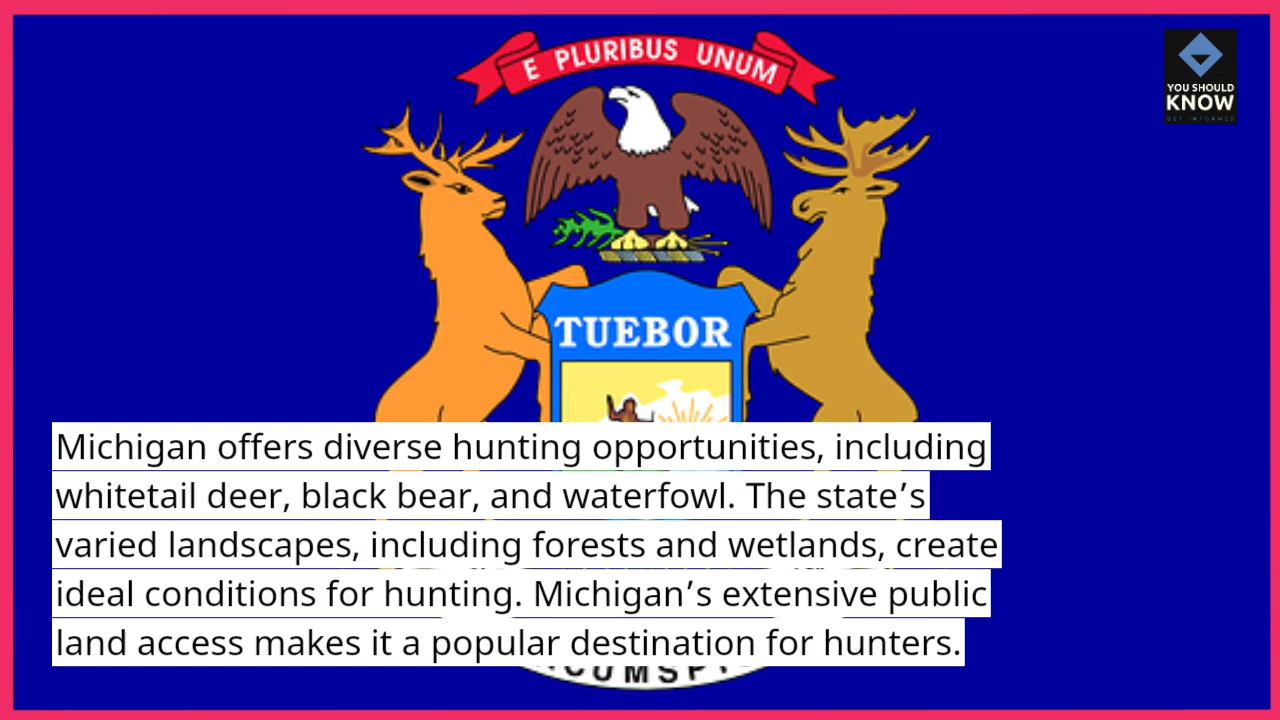 E PLURIBUS UNUM
YOU SHOULD
KNOW
GET INFORMED
TUEBOR
Michigan offers diverse hunting opportunities, including
whitetail deer, black bear, and waterfowl. The state’s
varied landscapes, including forests and wetlands, create
ideal conditions for hunting. Michigan’s extensive public
land access makes it a popular destination for hunters.